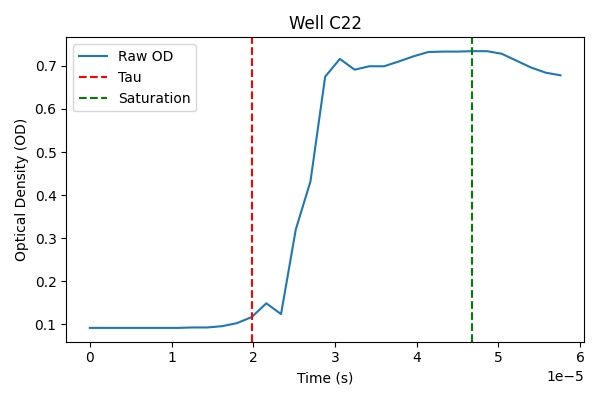 Well C22
Raw OD
Tau
Saturation
Optical Density (OD)
0.7
0.6
0.5
0.4
0.3
0.2
0.1
0 1 2 3 4 5 6
1e−5
Time (s)